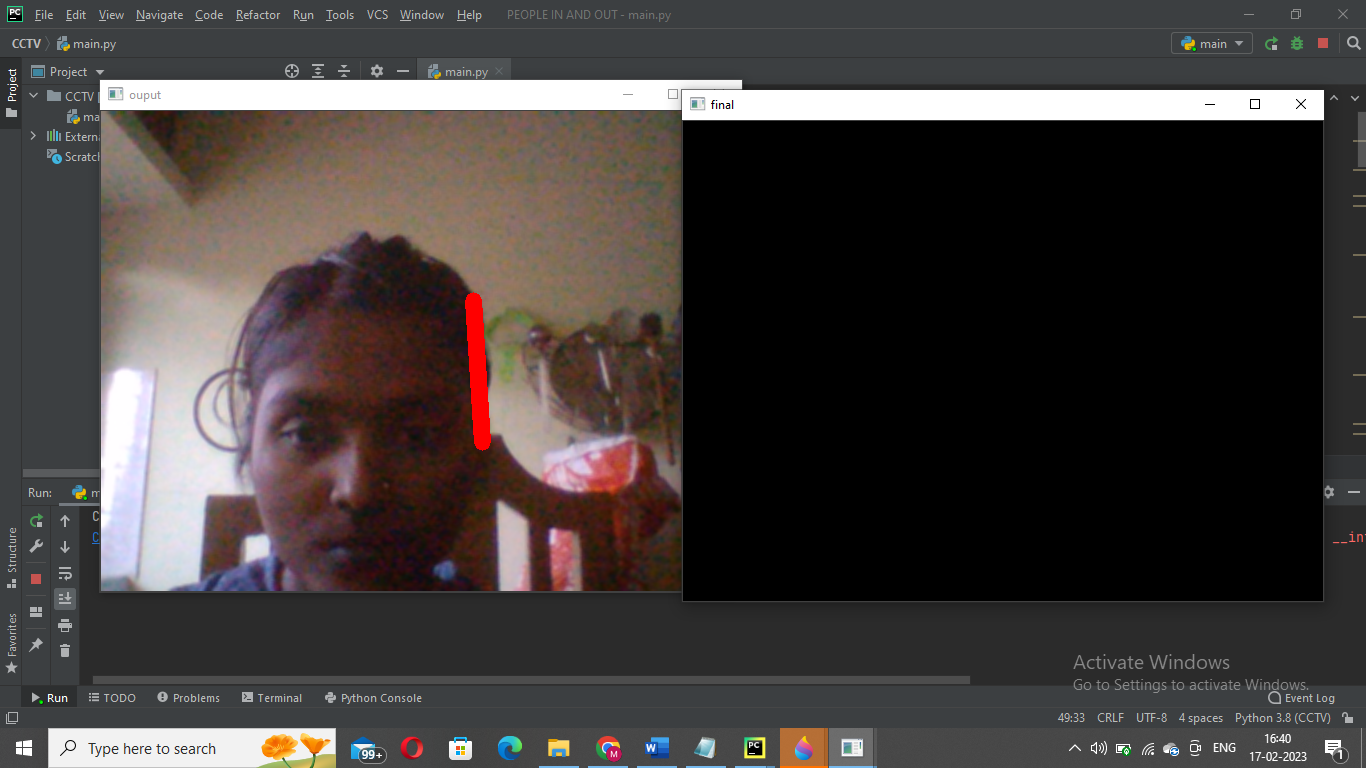 PC File Edit View Navigate Code Refactor Run Tools VCS Window Help PEOPLE IN AND OUT - main.py
CCTV main.py main
Project Project main.py
ouput
final
CCTV
ma
Externa
Scratch
Run: m
C
C
__in
Structure
Favorites
Activate Windows
Go to Settings to activate Windows.
Run TODO Problems Terminal Python Console Event Log
49:33 CRLF UTF-8 4 spaces Python 3.8 (CCTV)
Type here to search 99+ M W PC ENG 16:40
17-02-2023 1